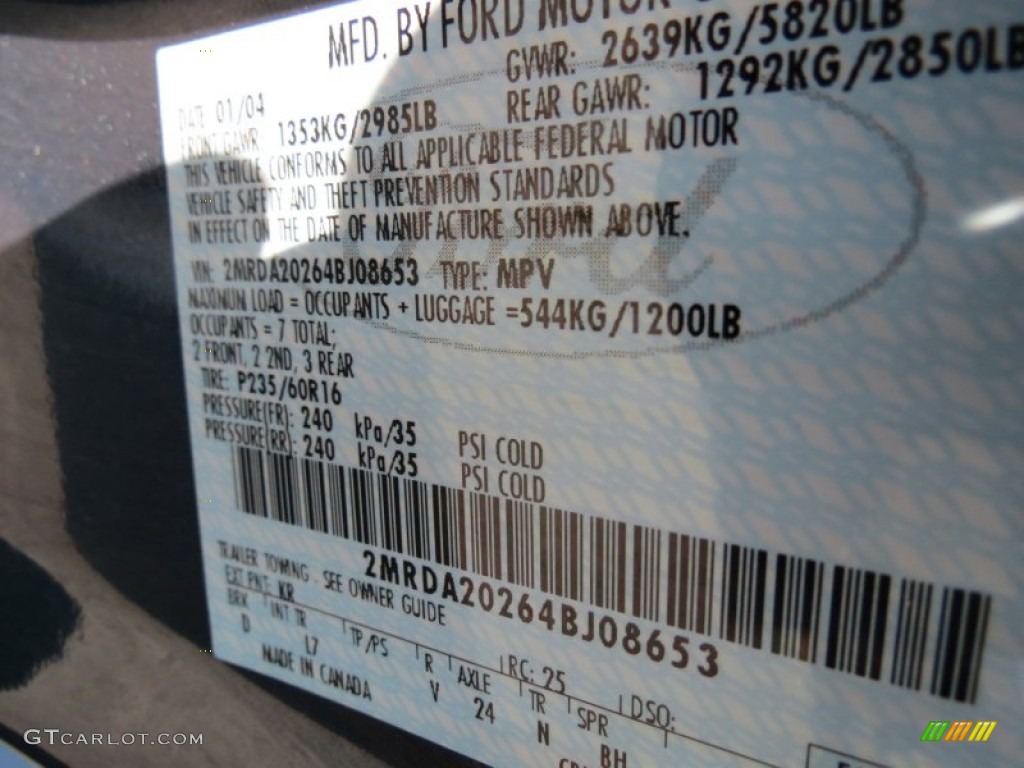 MFD. BY FORD MOTOR
GVWR: 2639KG/5820LB
DATE 01/04
FRONT GAWR: 1353KG/2985LB
REAR GAWR: 1292KG/2850LB
THIS VEHICLE CONFORMS TO ALL APPLICABLE FEDERAL MOTOR
VEHICLE SAFETY AND THEFT PREVENTION STANDARDS
IN EFFECT ON THE DATE OF MANUFACTURE SHOWN ABOVE.
VIN: 2MRDA20264BJ08653 TYPE: MPV
MAXIMUN LOAD = OCCUPANTS + LUGGAGE =544KG/1200LB
OCCUPANTS = 7 TOTAL;
2 FRONT, 2 2ND, 3 REAR
TIRE: P235/60R16
PRESSURE(FR): 240 kPa/35 PSI COLD
PRESSURE(RR): 240 kPa/35 PSI COLD
2MRDA20264BJ08653
TRAILER TOWING - SEE OWNER GUIDE
EXT PNT: KR RC: 25 DSO:
BRK INT TR TP/PS R AXLE TR SPR
D L7 V 24 N BH
MADE IN CANADA
GTCARLOT.COM